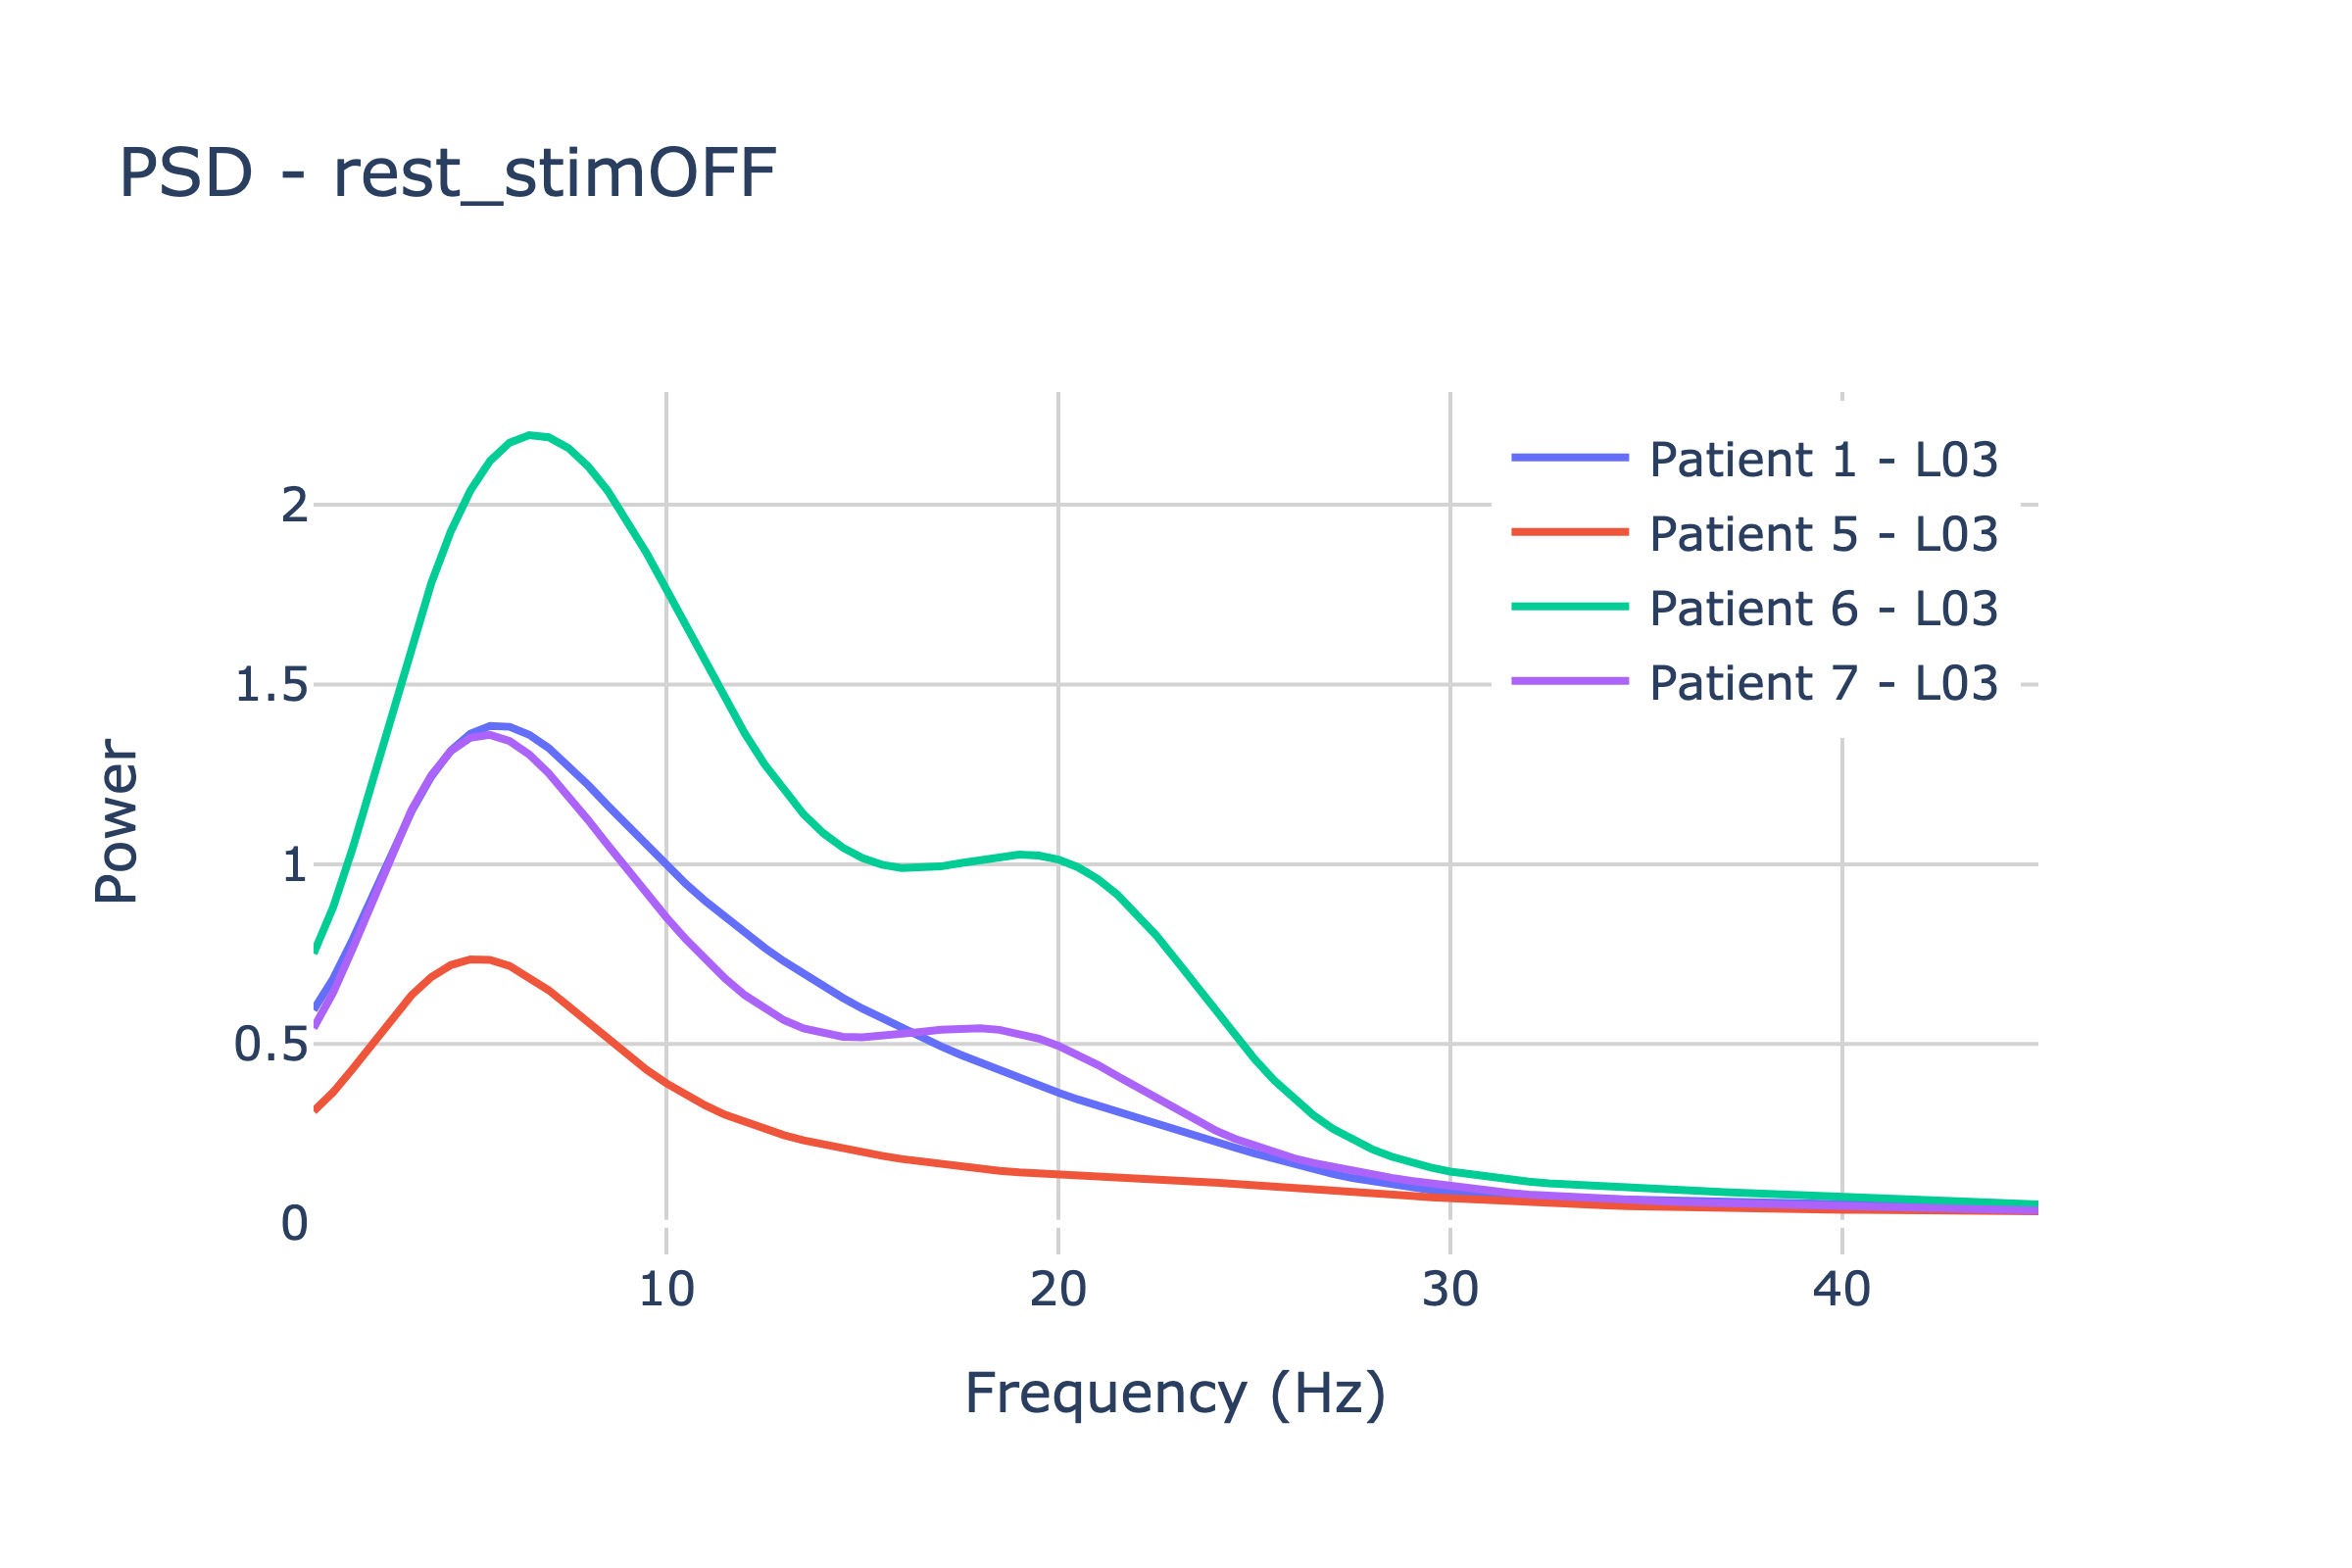 PSD - rest_stimOFF
Patient 1 - L03
Patient 5 - L03
Patient 6 - L03
Patient 7 - L03
2
1.5
1
0.5
0
Power
10
20
30
40
Frequency (Hz)